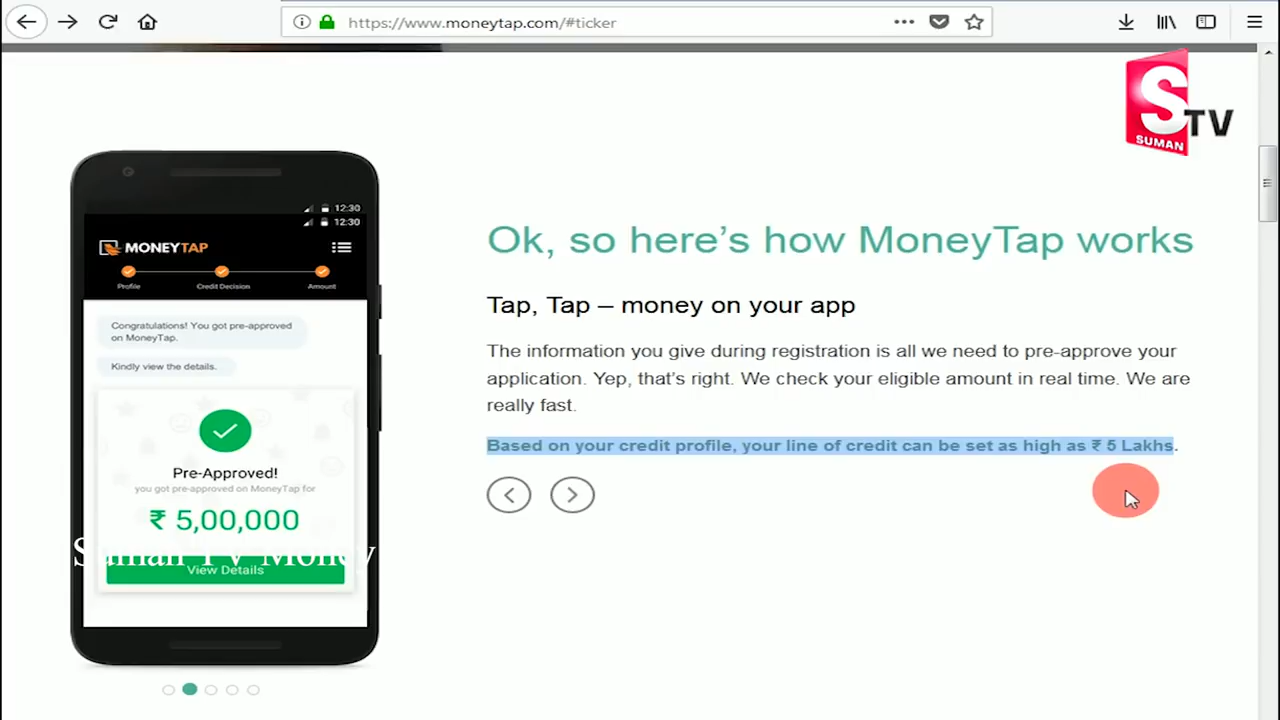 https://www.moneytap.com/#ticker
S TV
SUMAN
12:30
12:30
MONEYTAP
Profile
Credit Decision
Amount
Congratulations! You got pre-approved
on MoneyTap.
Kindly view the details.
Pre-Approved!
you got pre-approved on MoneyTap for
₹ 5,00,000
Suman TV Money
View Details
Ok, so here's how MoneyTap works
Tap, Tap – money on your app
The information you give during registration is all we need to pre-approve your
application. Yep, that's right. We check your eligible amount in real time. We are
really fast.
Based on your credit profile, your line of credit can be set as high as ₹ 5 Lakhs.